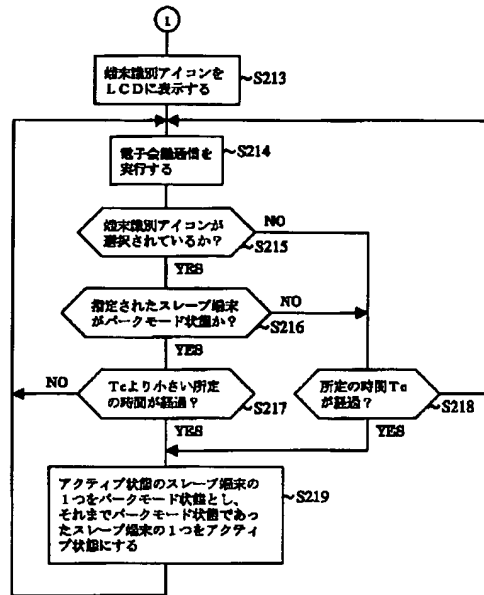 1
端末識別アイコンを
LCDに表示する
S213
電子会議通信を
実行する
S214
端末識別アイコンが
選択されているか?
NO
S215
YES
指定されたスレーブ端末
がパークモード状態か?
NO
S216
YES
NO
Tcより小さい所定
の時間が経過?
S217
所定の時間Tc
が経過?
S218
YES
YES
アクティブ状態のスレーブ端末の
1つをパークモード状態とし、
それまでパークモード状態であっ
たスレーブ端末の1つをアクティ
ブ状態にする
S219